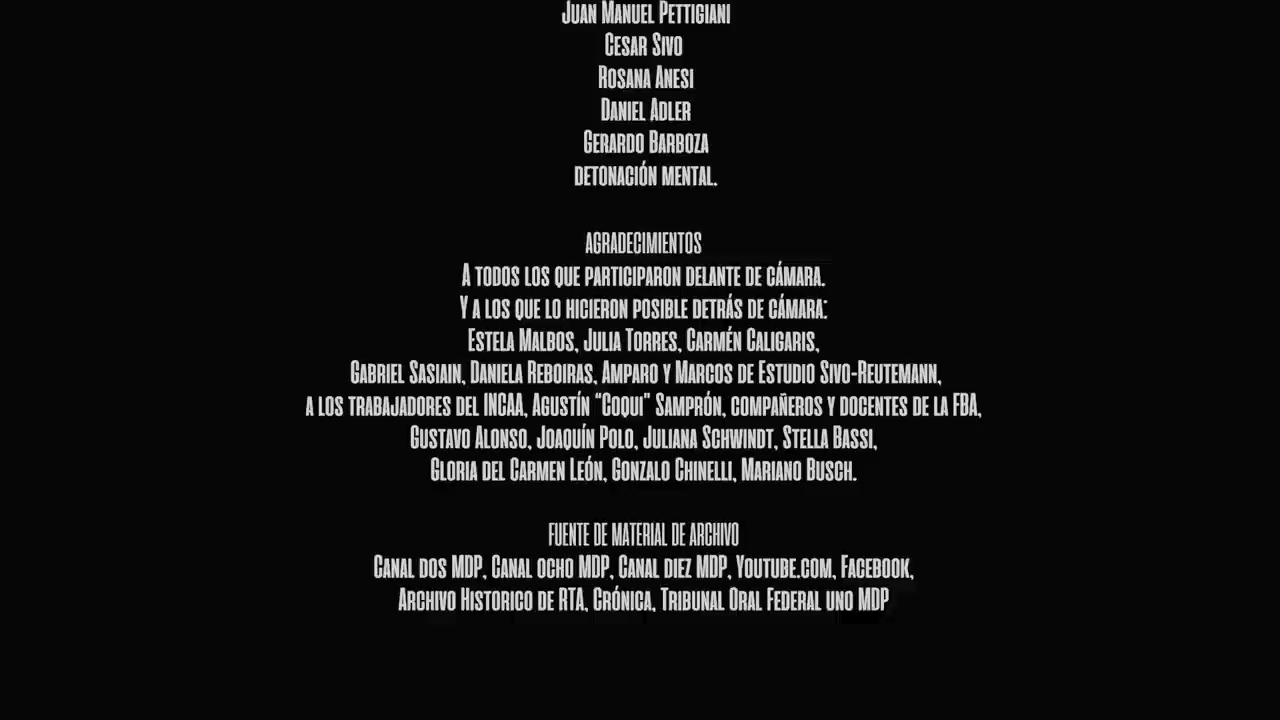 Juan Manuel Pettigiani
Cesar Sivo
Rosana Anesi
Daniel Adler
Gerardo Barboza
detonación mental.
AGRADECIMIENTOS
A todos los que participaron delante de cámara.
Y a los que lo hicieron posible detrás de cámara:
Estela Malbos, Julia Torres, Carmén Caligaris,
Gabriel Sasiain, Daniela Reboiras, Amparo y Marcos de Estudio Sivo-Reutemann,
a los trabajadores del INCAA, Agustín “Coqui" Samprón, compañeros y docentes de la FBA,
Gustavo Alonso, Joaquín Polo, Juliana Schwindt, Stella Bassi,
Gloria del Carmen León, Gonzalo Chinelli, Mariano Busch.
FUENTE DE MATERIAL DE ARCHIVO
Canal dos MDP, Canal ocho MDP, Canal diez MDP, Youtube.com, Facebook,
Archivo Historico de RTA, Crónica, Tribunal Oral Federal uno MDP